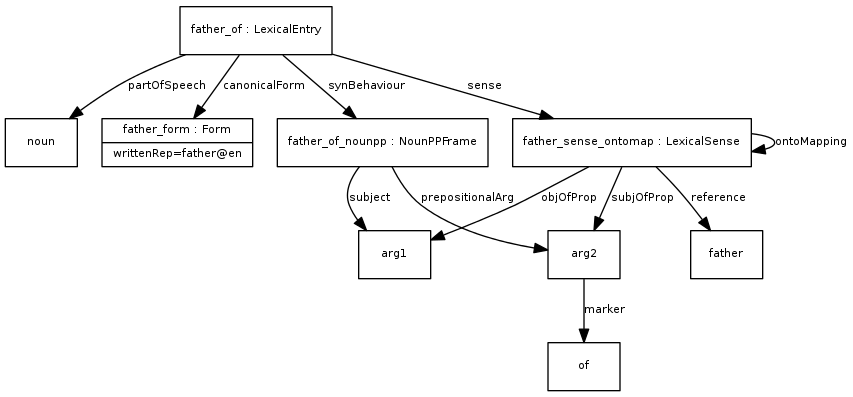 father_of : LexicalEntry
partOfSpeech
canonicalForm
synBehaviour
sense
noun
father_form : Form
writtenRep=father@en
father_of_nounpp : NounPPFrame
father_sense_ontomap : LexicalSense
ontoMapping
subject
prepositionalArg
objOfProp
subjOfProp
reference
arg1
arg2
father
marker
of